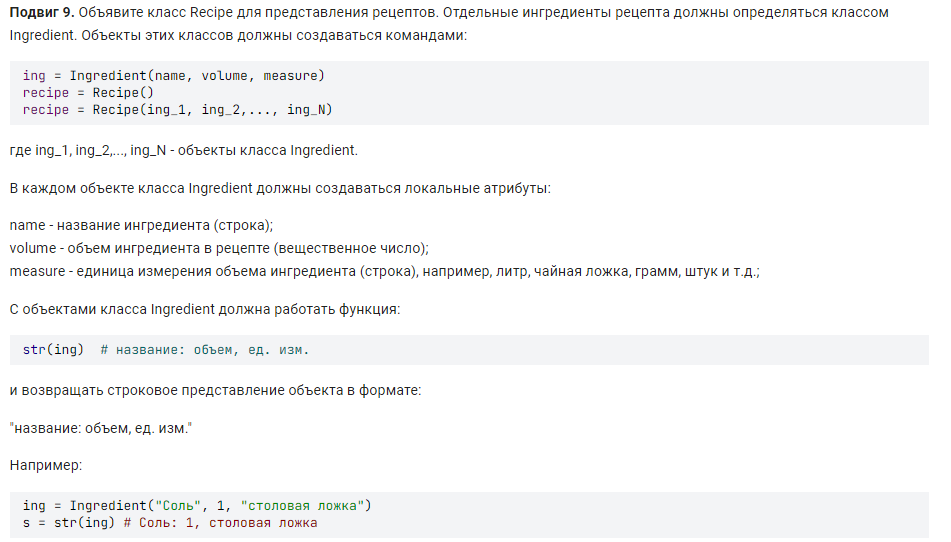 Подвиг 9. Объявите класс Recipe для представления рецептов. Отдельные ингредиенты рецепта должны определяться классом
Ingredient. Объекты этих классов должны создаваться командами:
ing = Ingredient(name, volume, measure)
recipe = Recipe()
recipe = Recipe(ing_1, ing_2,..., ing_N)
где ing_1, ing_2,..., ing_N - объекты класса Ingredient.
В каждом объекте класса Ingredient должны создаваться локальные атрибуты:
name - название ингредиента (строка);
volume - объем ингредиента в рецепте (вещественное число);
measure - единица измерения объема ингредиента (строка), например, литр, чайная ложка, грамм, штук и т.д.;
С объектами класса Ingredient должна работать функция:
str(ing)  # название: объем, ед. изм.
и возвращать строковое представление объекта в формате:
"название: объем, ед. изм."
Например:
ing = Ingredient("Соль", 1, "столовая ложка")
s = str(ing) # Соль: 1, столовая ложка